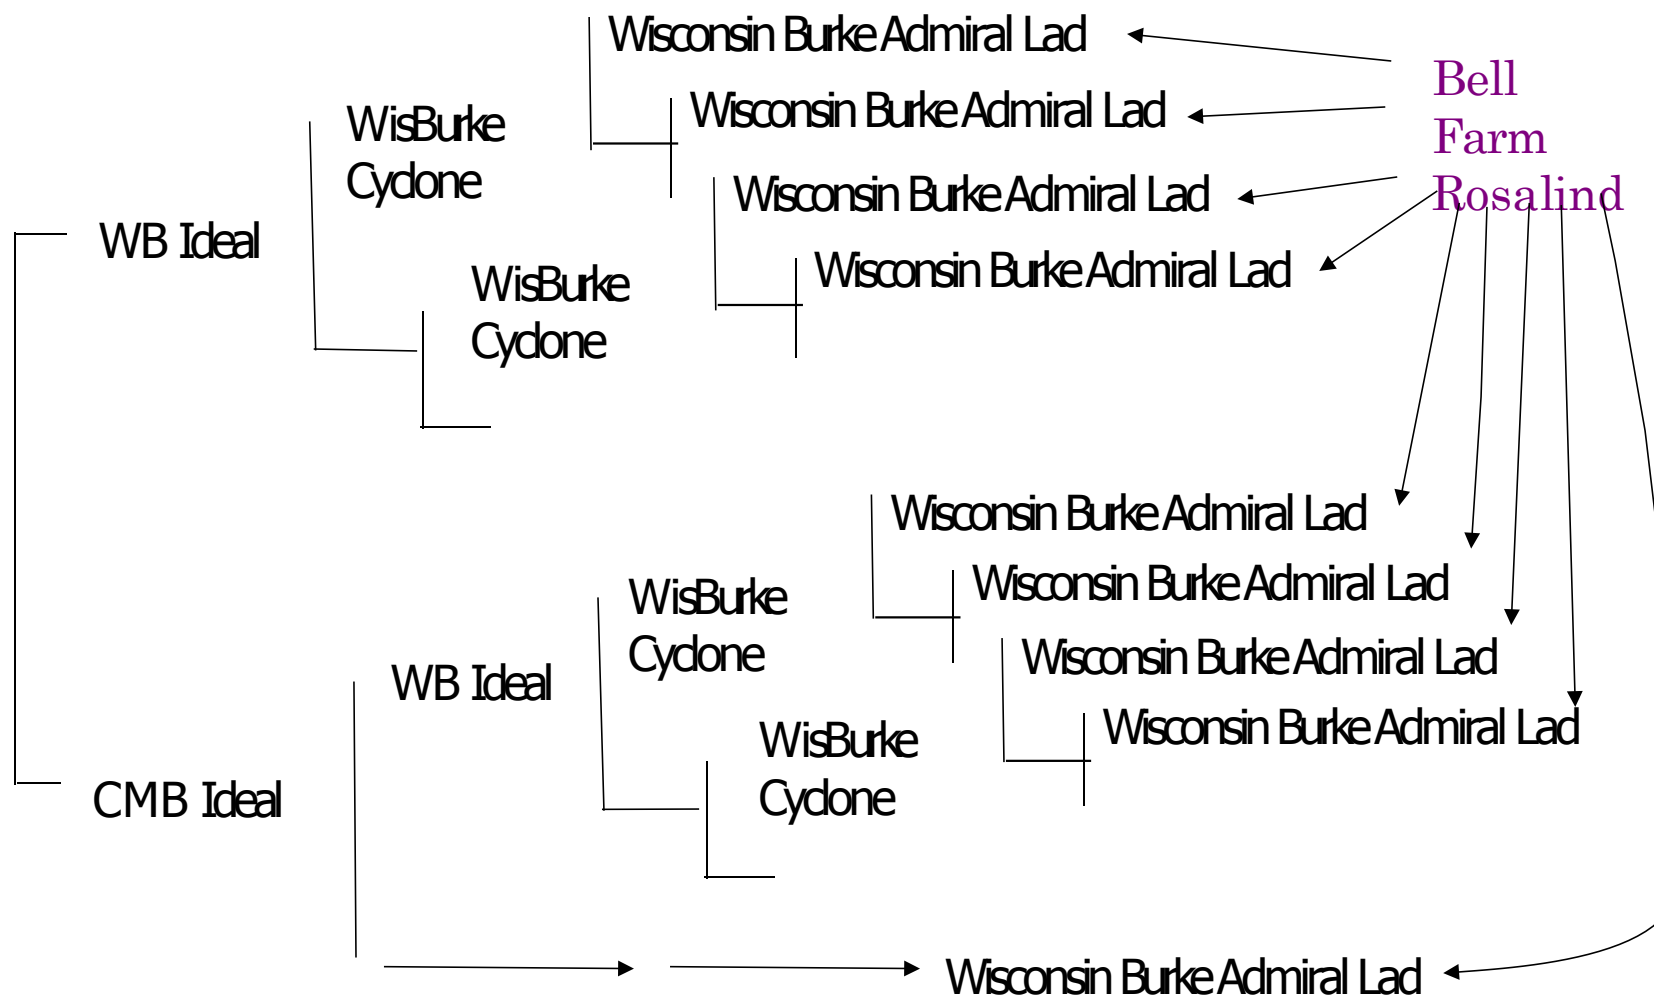 Wisconsin Burke Admiral Lad
Bell
Farm
Rosalind
Wisconsin Burke Admiral Lad
WisBurke
Cyclone
Wisconsin Burke Admiral Lad
WB Ideal
Wisconsin Burke Admiral Lad
WisBurke
Cyclone
Wisconsin Burke Admiral Lad
Wisconsin Burke Admiral Lad
WisBurke
Cyclone
Wisconsin Burke Admiral Lad
WB Ideal
Wisconsin Burke Admiral Lad
WisBurke
Cyclone
CMB Ideal
Wisconsin Burke Admiral Lad